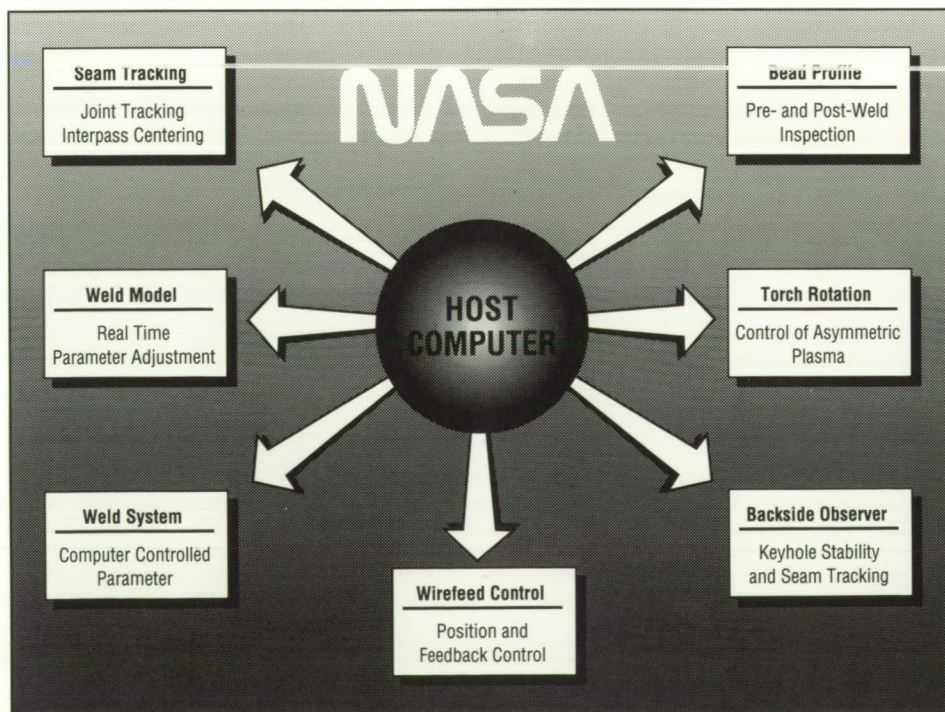 Seam Tracking
Joint Tracking
Interpass Centering
NASA
Bead Profile
Pre- and Post-Weld
Inspection
Weld Model
Real Time
Parameter Adjustment
HOST
COMPUTER
Torch Rotation
Control of Asymmetric
Plasma
Weld System
Computer Controlled
Parameter
Wirefeed Control
Position and
Feedback Control
Backside Observer
Keyhole Stability
and Seam Tracking